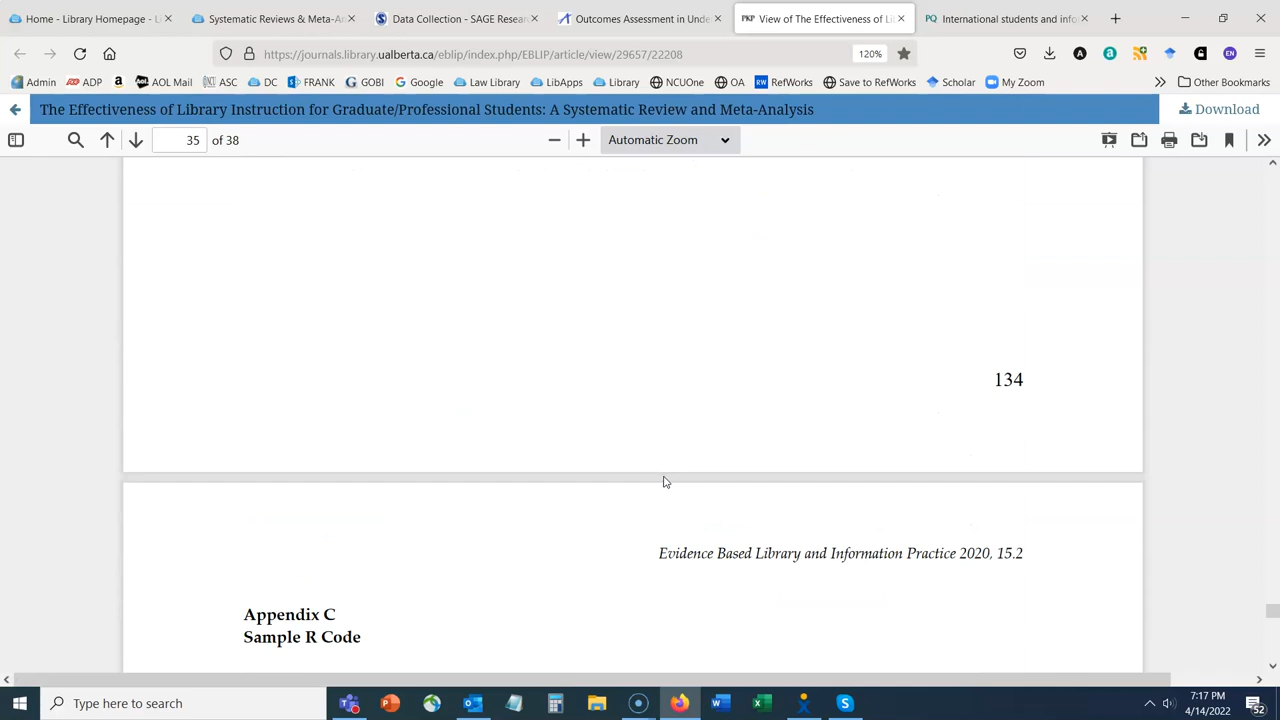 Home - Library Homepage - L
Systematic Reviews & Meta-An
Data Collection - SAGE Resear
Outcomes Assessment in Unde
PKP View of The Effectiveness of Li
PQ International students and info
https://journals.library.ualberta.ca/eblip/index.php/EBLIP/article/view/29657/22208
120%
A
a
EN
Admin
ADP
AOL Mail
ASC
DC
FRANK
GOBI
Google
Law Library
LibApps
Library
NCUOne
OA
RW RefWorks
Save to RefWorks
Scholar
My Zoom
Other Bookmarks
The Effectiveness of Library Instruction for Graduate/Professional Students: A Systematic Review and Meta-Analysis
Download
35 of 38
Automatic Zoom
134
Evidence Based Library and Information Practice 2020, 15.2
Appendix C
Sample R Code
Type here to search
7:17 PM
4/14/2022
52